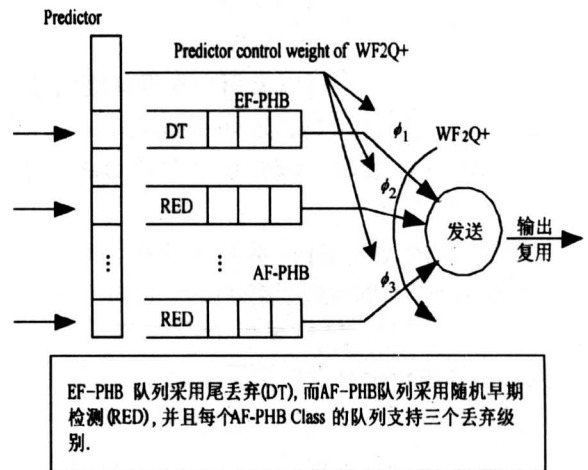 Predictor
Predictor control weight of WF2Q+
EF-PHB
DT
ϕ1
WF2Q+
RED
ϕ2
发送
输出
复用
⋮
⋮
AF-PHB
ϕ3
RED
EF-PHB 队列采用尾丢弃(DT), 而AF-PHB队列采用随机早期
检测(RED), 并且每个AF-PHB Class 的队列支持三个丢弃级
别.